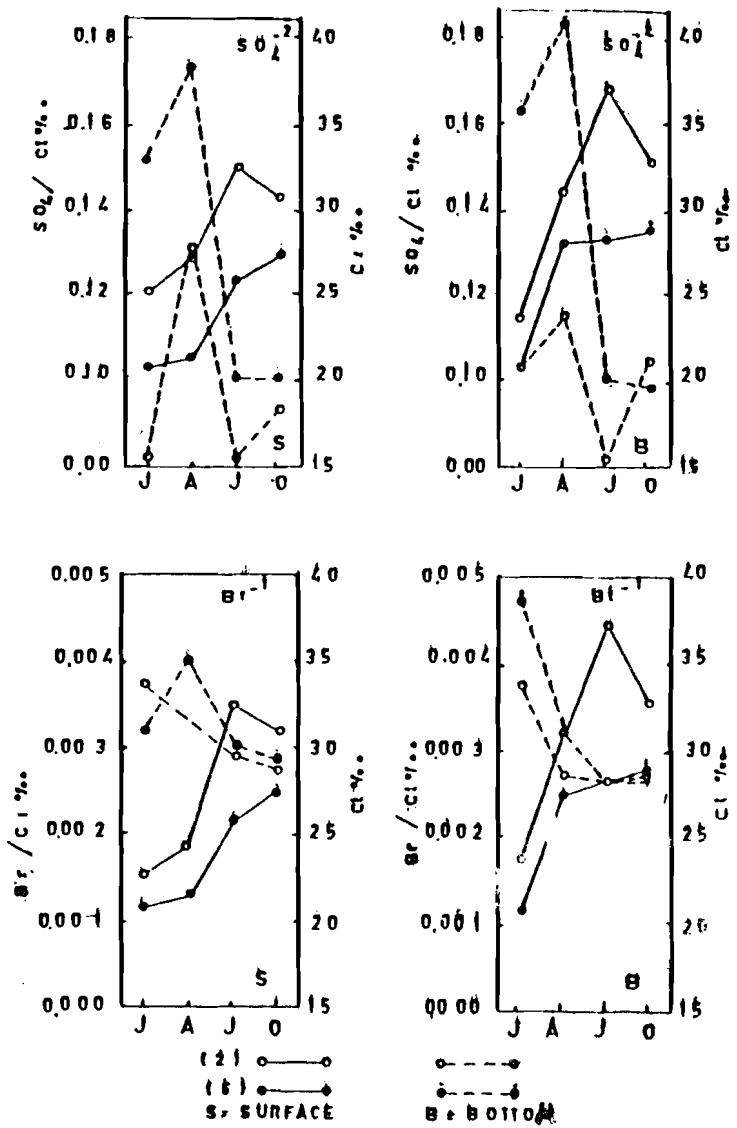 SO₄⁻²
0.18
0.16
0.14
0.12
0.10
0.00
SO₄/ Cl‰
40
35
30
25
20
15
Cl‰
S
J A J O
0.18
0.16
0.14
0.12
0.10
0.00
SO₄/ Cl ‰
40
35
30
25
20
15
Cl‰
B
J A J O
Br⁻¹
0.005
0.004
0.003
0.002
0.001
0.000
Br /Cl‰
40
35
30
25
20
15
Cl‰
S
J A J O
0.005
0.004
0.003
0.002
0.001
0.000
Br /Cl‰
40
35
30
25
20
15
Cl‰
B
J A J O
(2)
S= SURFACE
B= BOTTOM